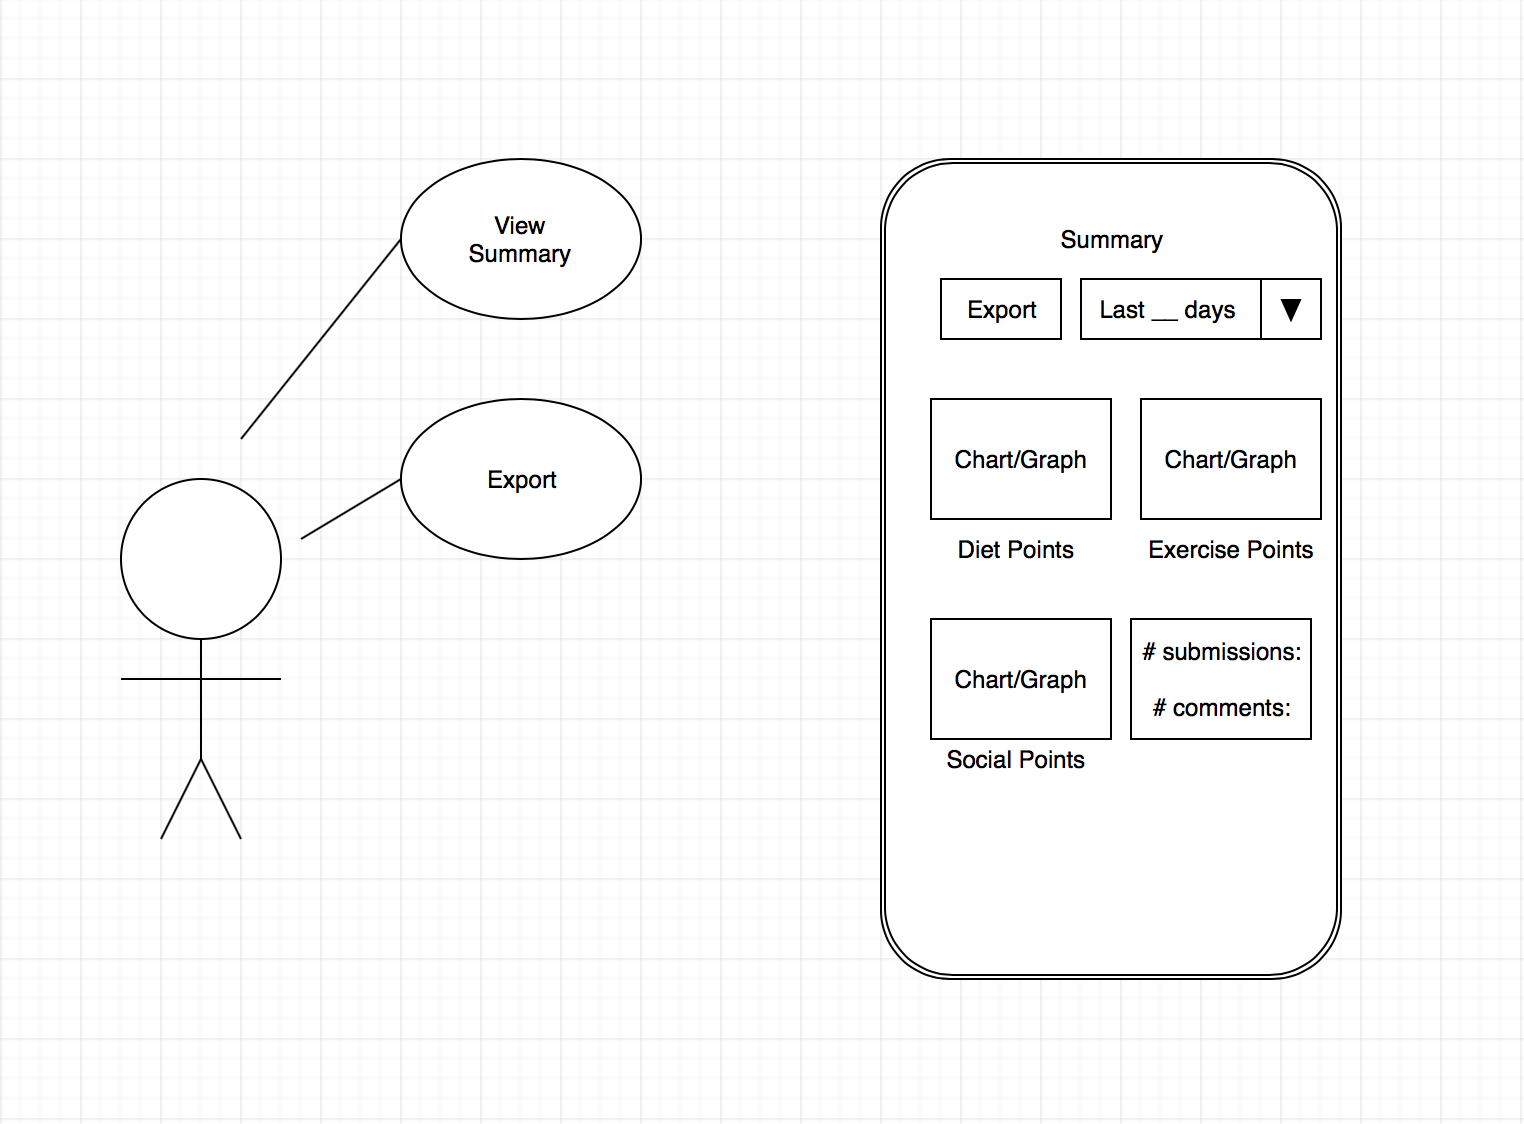 View
Summary
Export
Summary
Export
Last __ days
Chart/Graph
Chart/Graph
Diet Points
Exercise Points
Chart/Graph
# submissions:
# comments:
Social Points